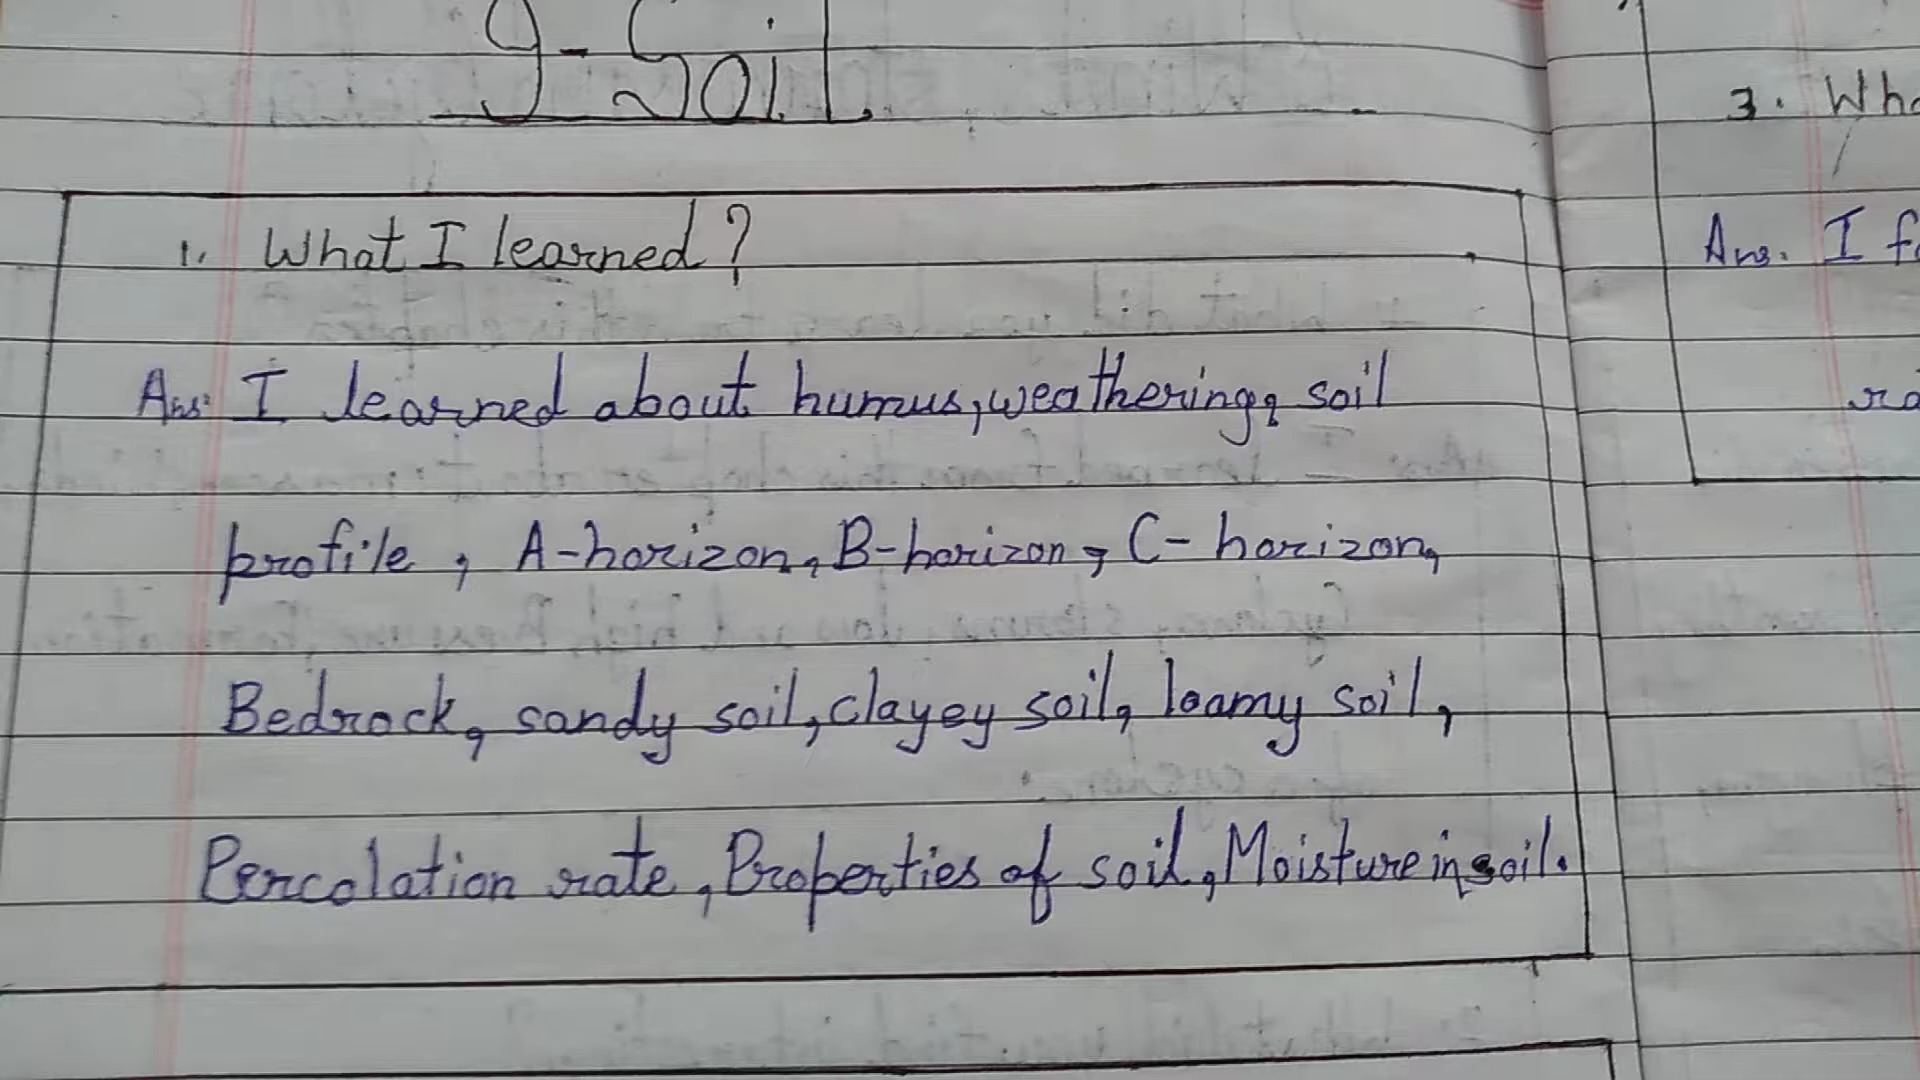 9-Soil.
1. What I learned?
Ans: I learned about humus, weathering, soil
profile, A-horizon, B-horizon, C-horizon,
Bedrock, sandy soil, clayey soil, loamy soil,
Percolation rate, Properties of soil, Moisture in soil.
3.
Ans. I